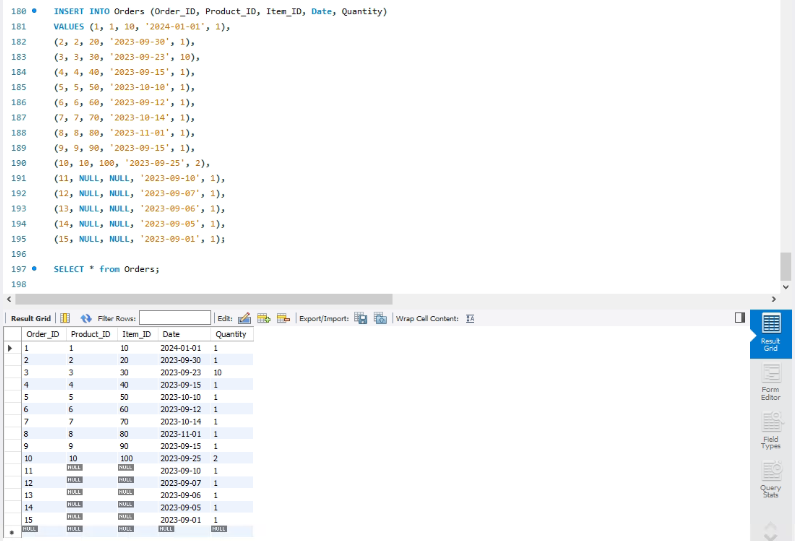 180 INSERT INTO Orders (Order_ID, Product_ID, Item_ID, Date, Quantity)
181 VALUES (1, 1, 10, '2024-01-01', 1),
182 (2, 2, 20, '2023-09-30', 1),
183 (3, 3, 30, '2023-09-23', 10),
184 (4, 4, 40, '2023-09-15', 1),
185 (5, 5, 50, '2023-10-10', 1),
186 (6, 6, 60, '2023-09-12', 1),
187 (7, 7, 70, '2023-10-14', 1),
188 (8, 8, 80, '2023-11-01', 1),
189 (9, 9, 90, '2023-09-15', 1),
190 (10, 10, 100, '2023-09-25', 2),
191 (11, NULL, NULL, '2023-09-10', 1),
192 (12, NULL, NULL, '2023-09-07', 1),
193 (13, NULL, NULL, '2023-09-06', 1),
194 (14, NULL, NULL, '2023-09-05', 1),
195 (15, NULL, NULL, '2023-09-01', 1);
196
197 SELECT * from Orders;
198
Result Grid Filter Rows: Edit: Export/Import: Wrap Cell Content:
Order_ID Product_ID Item_ID Date Quantity
1 1 10 2024-01-01 1
2 2 20 2023-09-30 1
3 3 30 2023-09-23 10
4 4 40 2023-09-15 1
5 5 50 2023-10-10 1
6 6 60 2023-09-12 1
7 7 70 2023-10-14 1
8 8 80 2023-11-01 1
9 9 90 2023-09-15 1
10 10 100 2023-09-25 2
11 NULL NULL 2023-09-10 1
12 NULL NULL 2023-09-07 1
13 NULL NULL 2023-09-06 1
14 NULL NULL 2023-09-05 1
15 NULL NULL 2023-09-01 1
NULL NULL NULL NULL NULL
Result
Grid
Form
Editor
Field
Types
Query
Stats